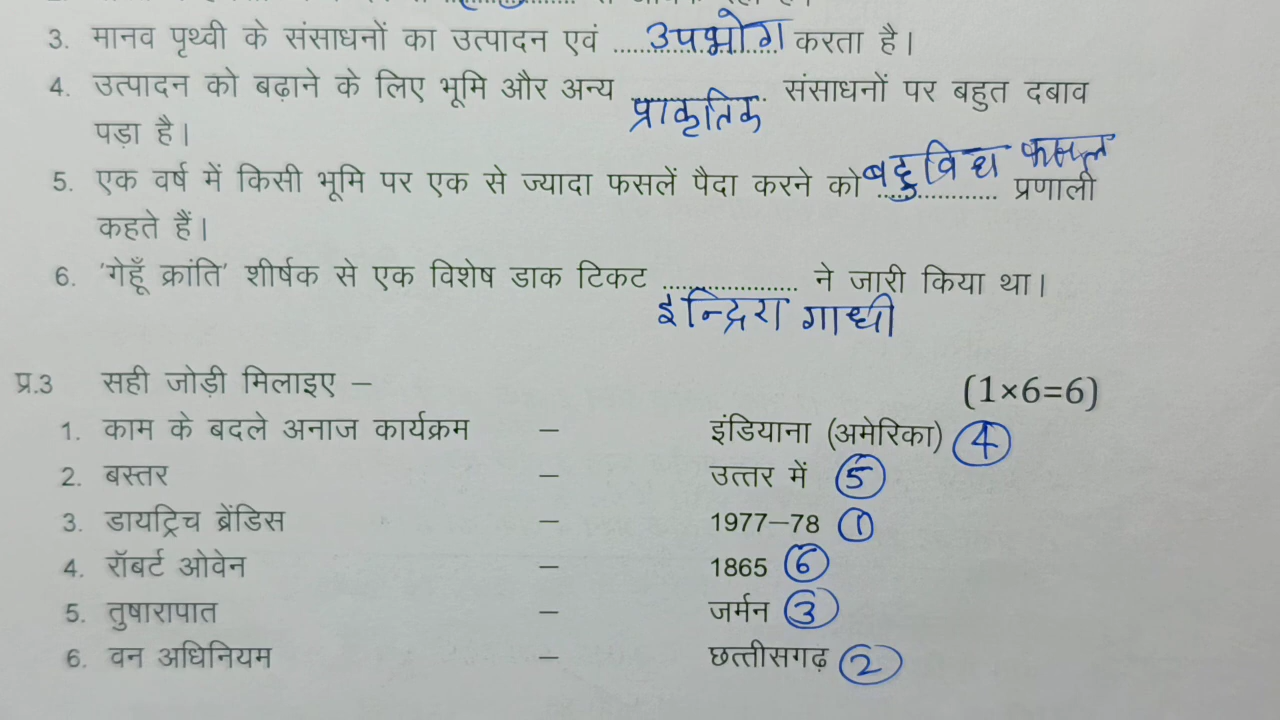 3. मानव पृथ्वी के संसाधनों का उत्पादन एवं ....उपभोग.... करता है।
4. उत्पादन को बढ़ाने के लिए भूमि और अन्य ........ संसाधनों पर बहुत दबाव
प्राकृतिक
पड़ा है।
बहुविध फसल
5. एक वर्ष में किसी भूमि पर एक से ज्यादा फसलें पैदा करने को ................ प्रणाली
कहते हैं।
6. 'गेहूँ क्रांति' शीर्षक से एक विशेष डाक टिकट .................... ने जारी किया था।
इन्द्रिरा गाध्धी
प्र.3 सही जोड़ी मिलाइए – (1×6=6)
1. काम के बदले अनाज कार्यक्रम – इंडियाना (अमेरिका) 4
2. बस्तर – उत्तर में 5
3. डायट्रिच ब्रेंडिस – 1977–78 1
4. रॉबर्ट ओवेन – 1865 6
5. तुषारापात – जर्मन 3
6. वन अधिनियम – छत्तीसगढ़ 2